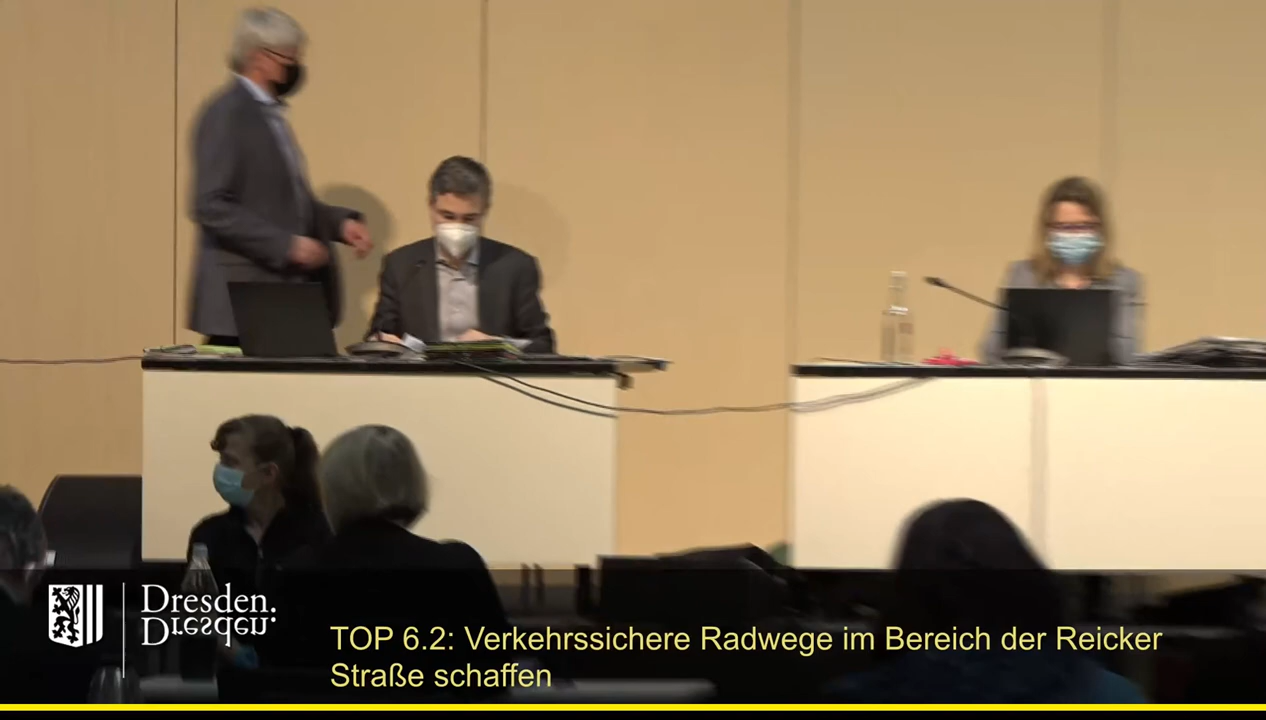 Dresden.
Dresden.
TOP 6.2: Verkehrssichere Radwege im Bereich der Reicker
Straße schaffen